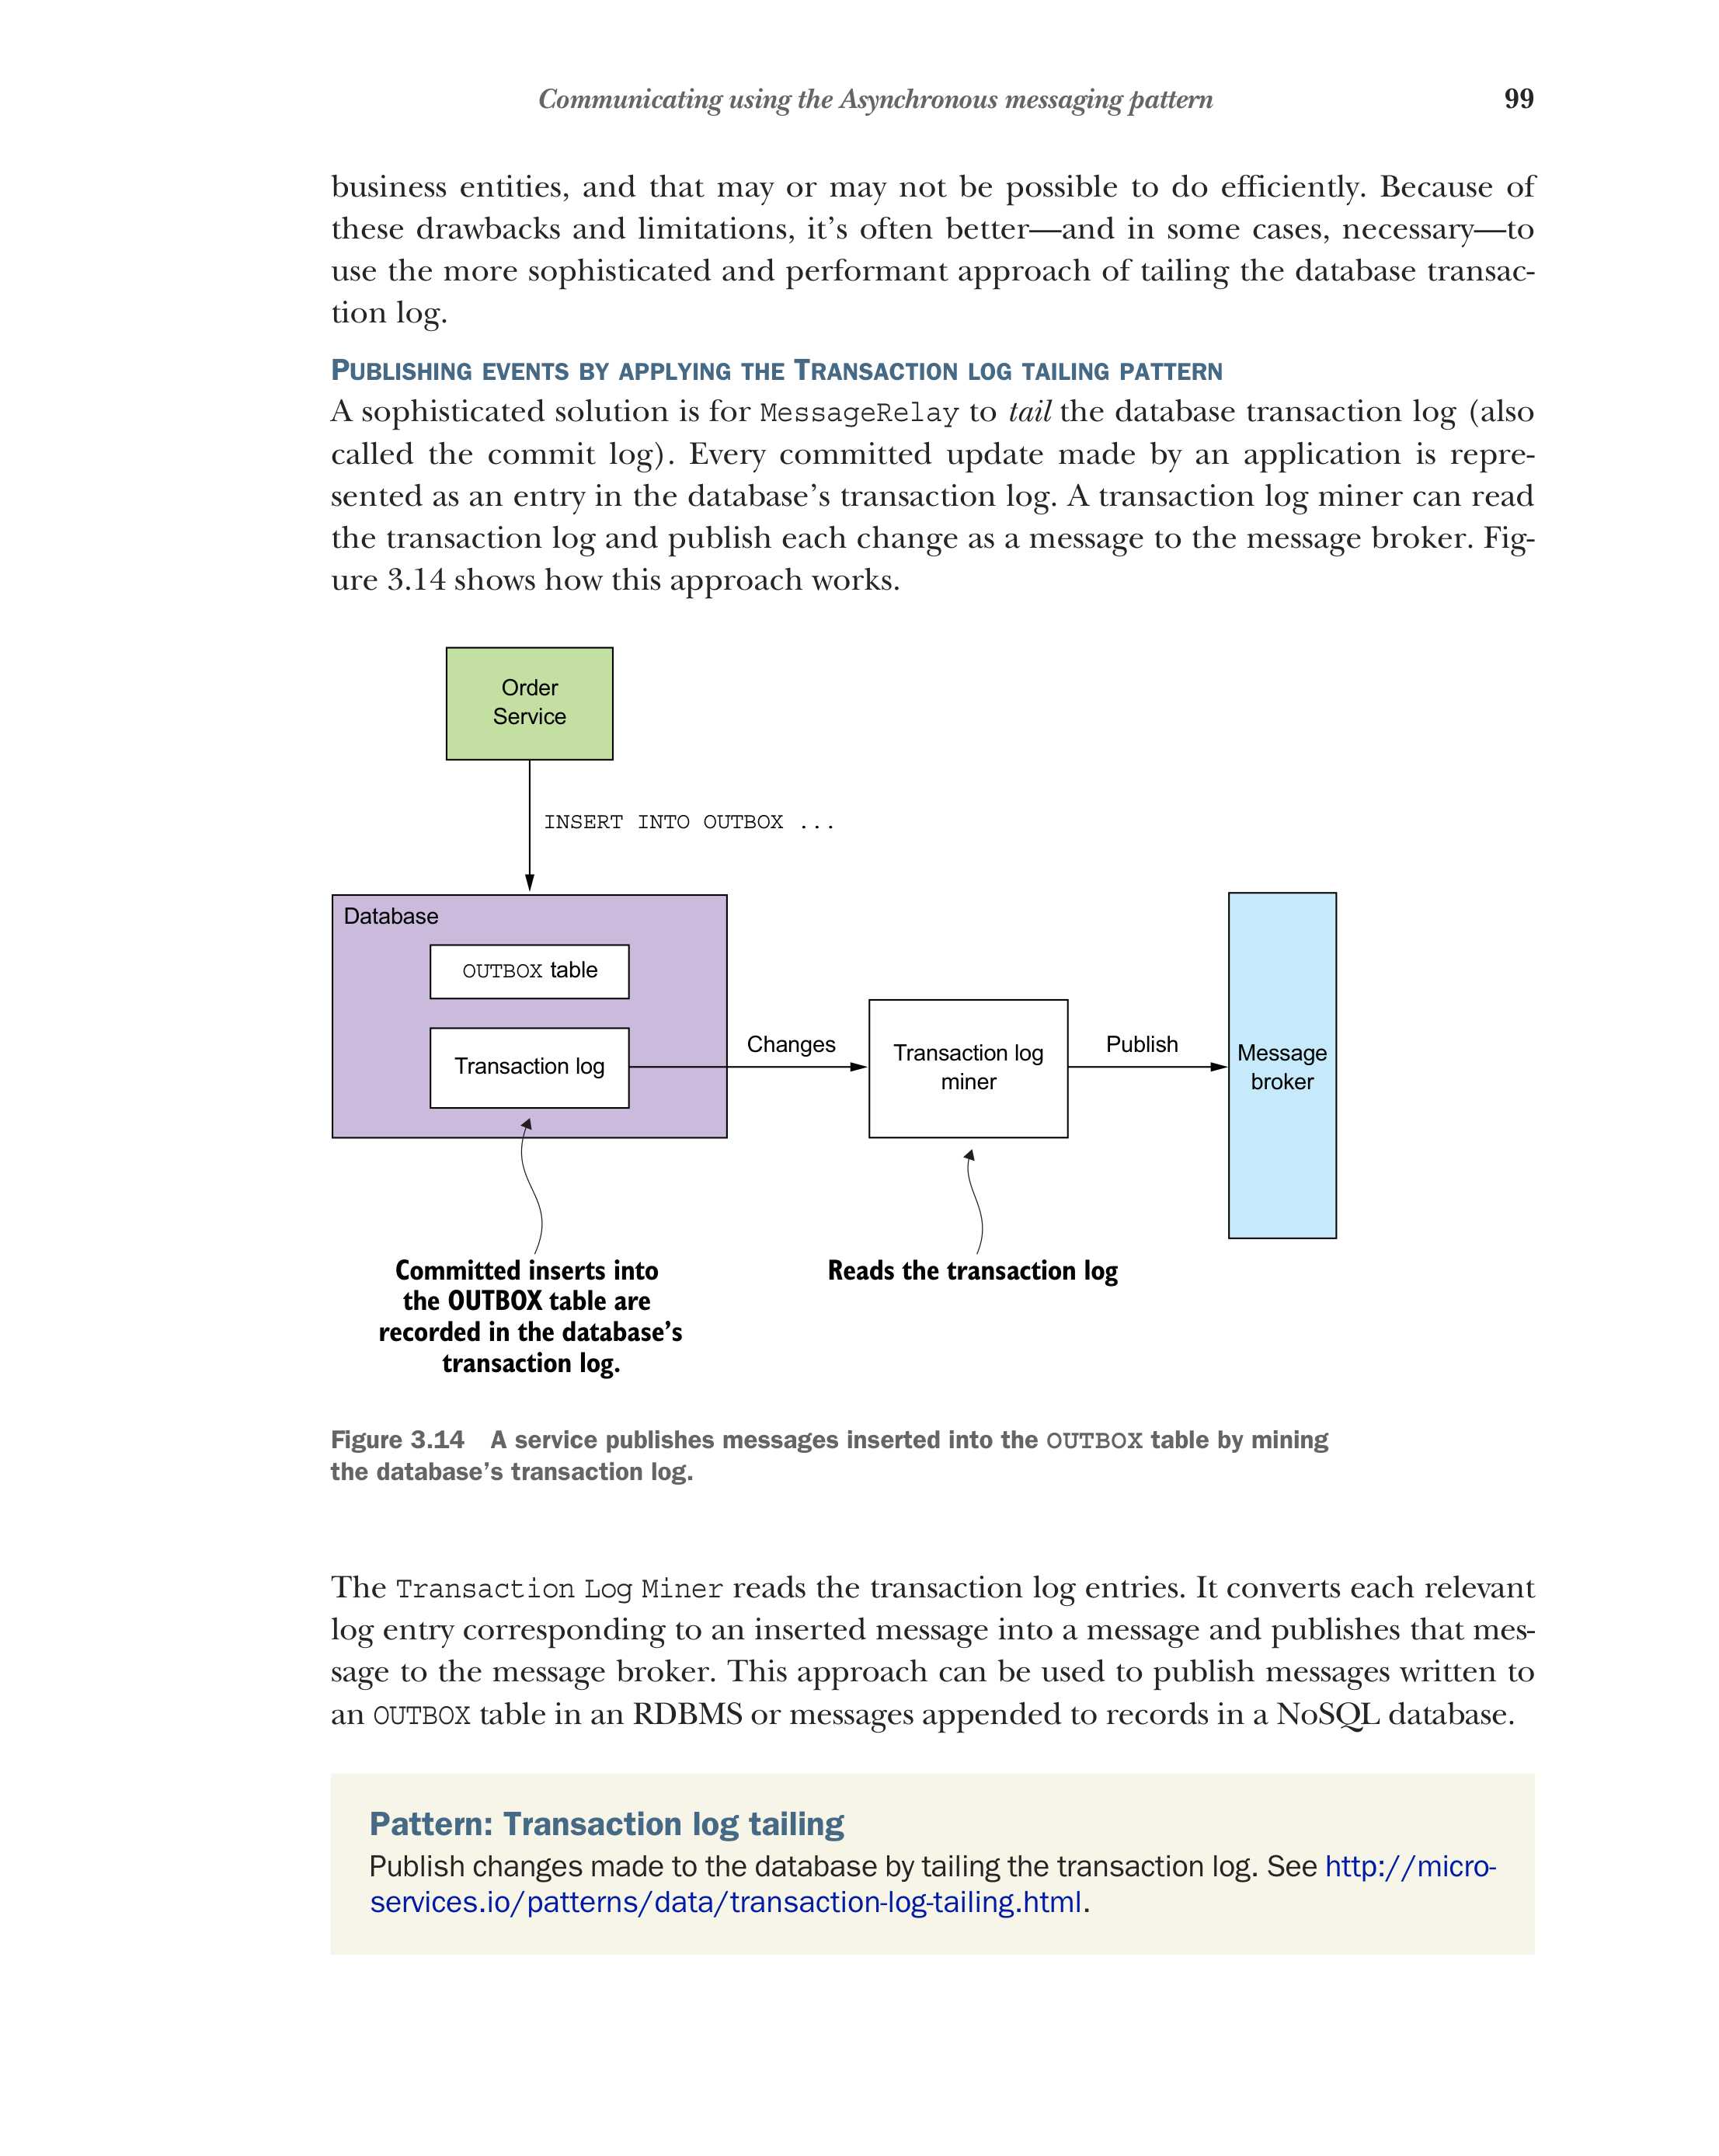 Communicating using the Asynchronous messaging pattern 99
business entities, and that may or may not be possible to do efficiently. Because of
these drawbacks and limitations, it’s often better—and in some cases, necessary—to
use the more sophisticated and performant approach of tailing the database transac-
tion log.
PUBLISHING EVENTS BY APPLYING THE TRANSACTION LOG TAILING PATTERN
A sophisticated solution is for MessageRelay to tail the database transaction log (also
called the commit log). Every committed update made by an application is repre-
sented as an entry in the database’s transaction log. A transaction log miner can read
the transaction log and publish each change as a message to the message broker. Fig-
ure 3.14 shows how this approach works.
Order
Service
INSERT INTO OUTBOX ...
Database
OUTBOX table
Transaction log
Changes
Transaction log
miner
Publish
Message
broker
Committed inserts into
the OUTBOX table are
recorded in the database’s
transaction log.
Reads the transaction log
Figure 3.14 A service publishes messages inserted into the OUTBOX table by mining
the database’s transaction log.
The Transaction Log Miner reads the transaction log entries. It converts each relevant
log entry corresponding to an inserted message into a message and publishes that mes-
sage to the message broker. This approach can be used to publish messages written to
an OUTBOX table in an RDBMS or messages appended to records in a NoSQL database.
Pattern: Transaction log tailing
Publish changes made to the database by tailing the transaction log. See http://micro-
services.io/patterns/data/transaction-log-tailing.html.